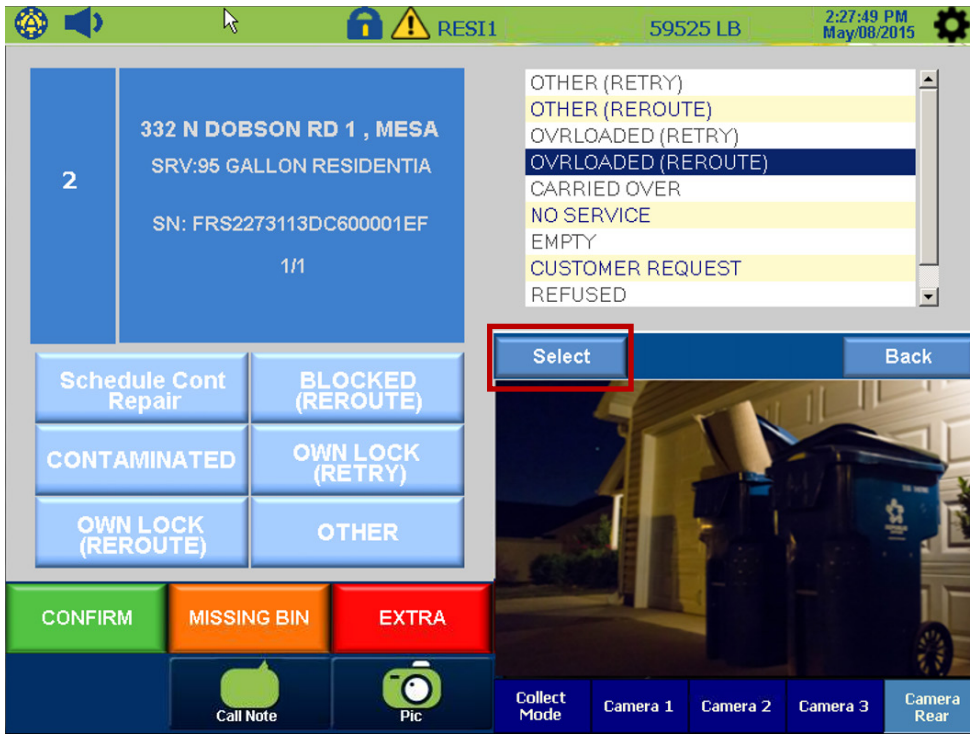 RESI1
59525 LB
2:27:49 PM
May/08/2015
2
332 N DOBSON RD 1 , MESA
SRV:95 GALLON RESIDENTIA
SN: FRS2273113DC600001EF
1/1
Schedule Cont
Repair
BLOCKED
(REROUTE)
CONTAMINATED
OWN LOCK
(RETRY)
OWN LOCK
(REROUTE)
OTHER
CONFIRM
MISSING BIN
EXTRA
Call Note
Pic
OTHER (RETRY)
OTHER (REROUTE)
OVRLOADED (RETRY)
OVRLOADED (REROUTE)
CARRIED OVER
NO SERVICE
EMPTY
CUSTOMER REQUEST
REFUSED
Select
Back
Collect
Mode
Camera 1
Camera 2
Camera 3
Camera
Rear